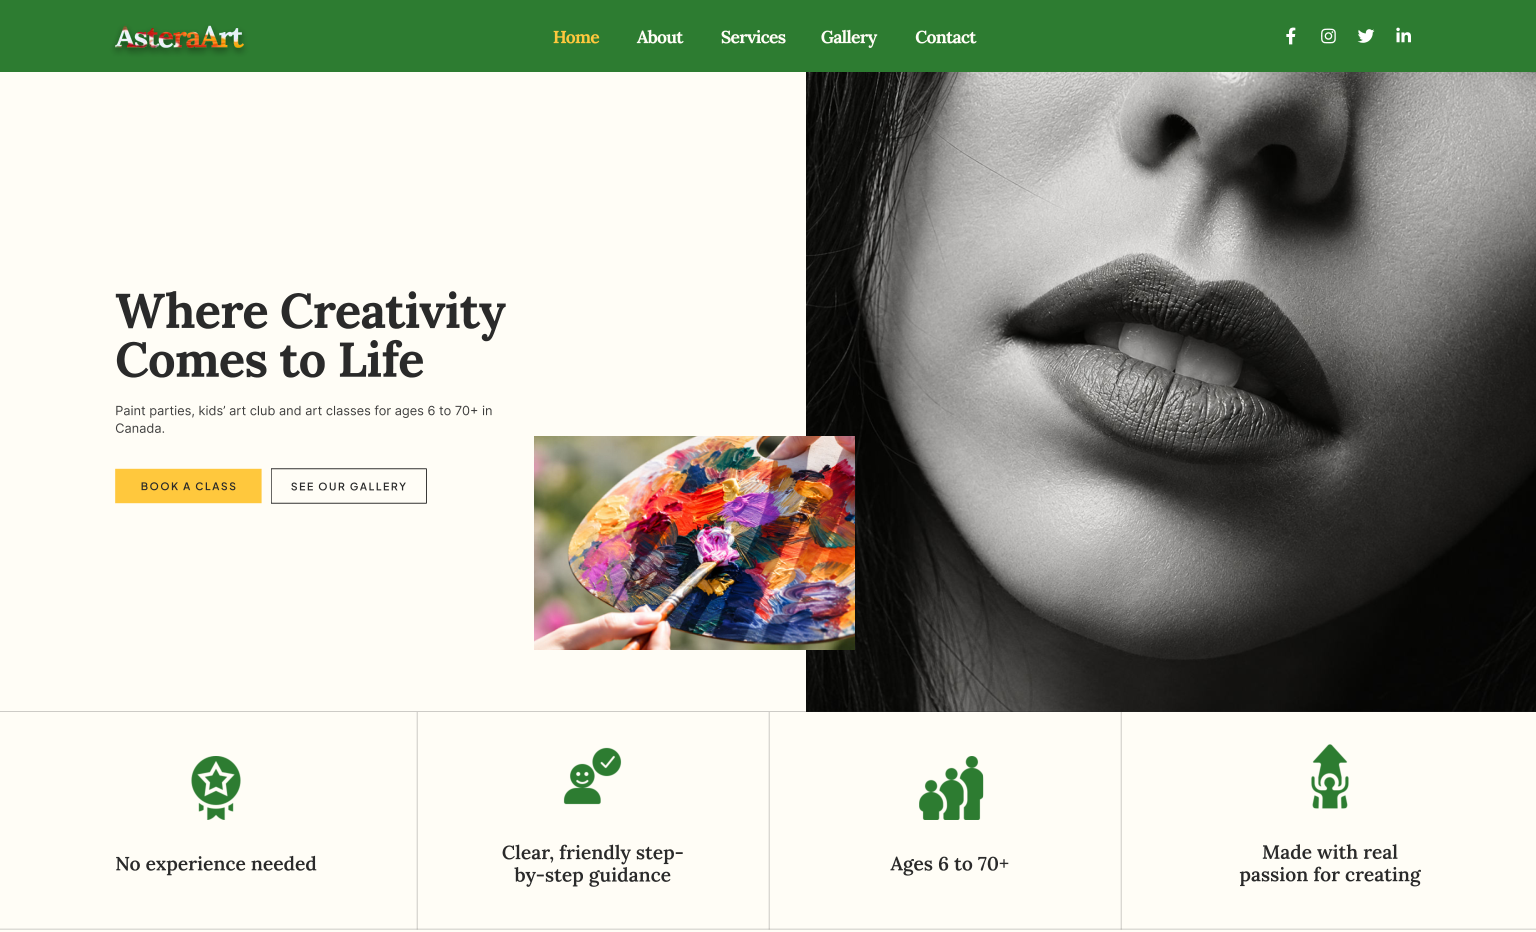 AsteraArt
Home
About
Services
Gallery
Contact
Where Creativity
Comes to Life
Paint parties, kids’ art club and art classes for ages 6 to 70+ in
Canada.
BOOK A CLASS
SEE OUR GALLERY
No experience needed
Clear, friendly step-
by-step guidance
Ages 6 to 70+
Made with real
passion for creating